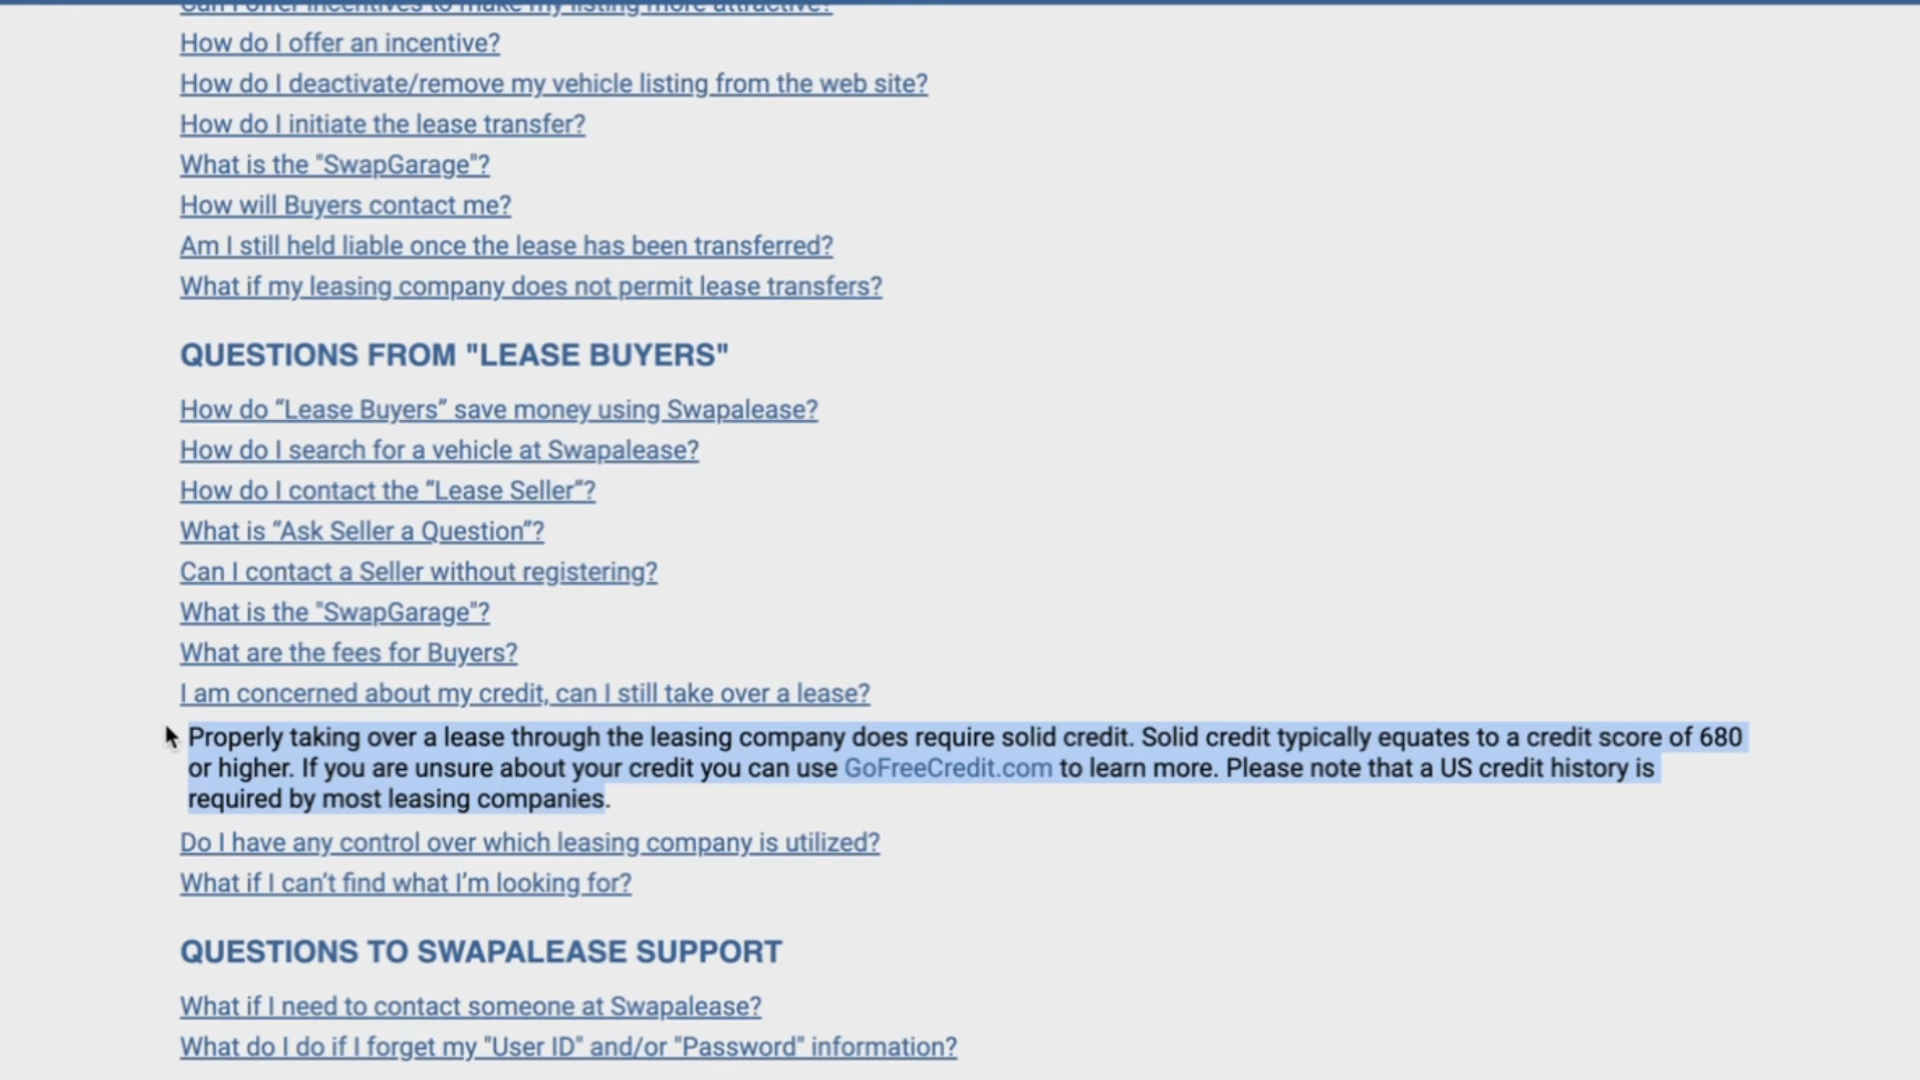 Can I offer incentives to make my listing more attractive?
How do I offer an incentive?
How do I deactivate/remove my vehicle listing from the web site?
How do I initiate the lease transfer?
What is the "SwapGarage"?
How will Buyers contact me?
Am I still held liable once the lease has been transferred?
What if my leasing company does not permit lease transfers?
QUESTIONS FROM "LEASE BUYERS"
How do “Lease Buyers” save money using Swapalease?
How do I search for a vehicle at Swapalease?
How do I contact the “Lease Seller”?
What is “Ask Seller a Question”?
Can I contact a Seller without registering?
What is the "SwapGarage"?
What are the fees for Buyers?
I am concerned about my credit, can I still take over a lease?
Properly taking over a lease through the leasing company does require solid credit. Solid credit typically equates to a credit score of 680
or higher. If you are unsure about your credit you can use GoFreeCredit.com to learn more. Please note that a US credit history is
required by most leasing companies.
Do I have any control over which leasing company is utilized?
What if I can’t find what I’m looking for?
QUESTIONS TO SWAPALEASE SUPPORT
What if I need to contact someone at Swapalease?
What do I do if I forget my "User ID" and/or "Password" information?